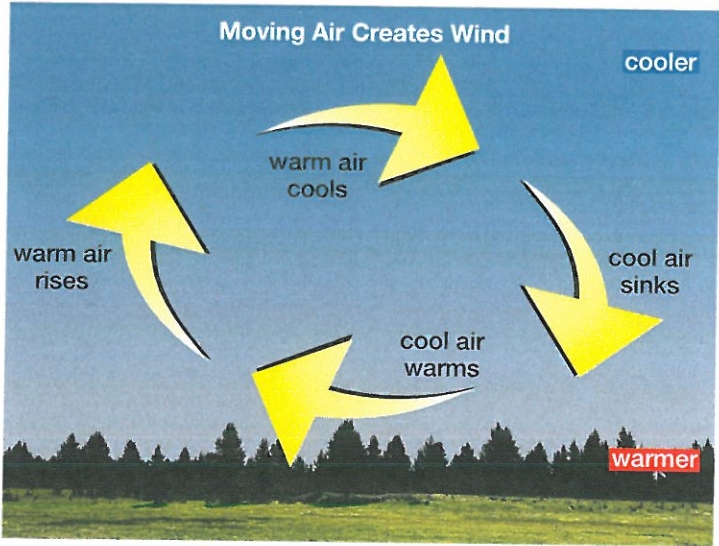 Moving Air Creates Wind
cooler
warm air
cools
warm air
rises
cool air
sinks
cool air
warms
warmer